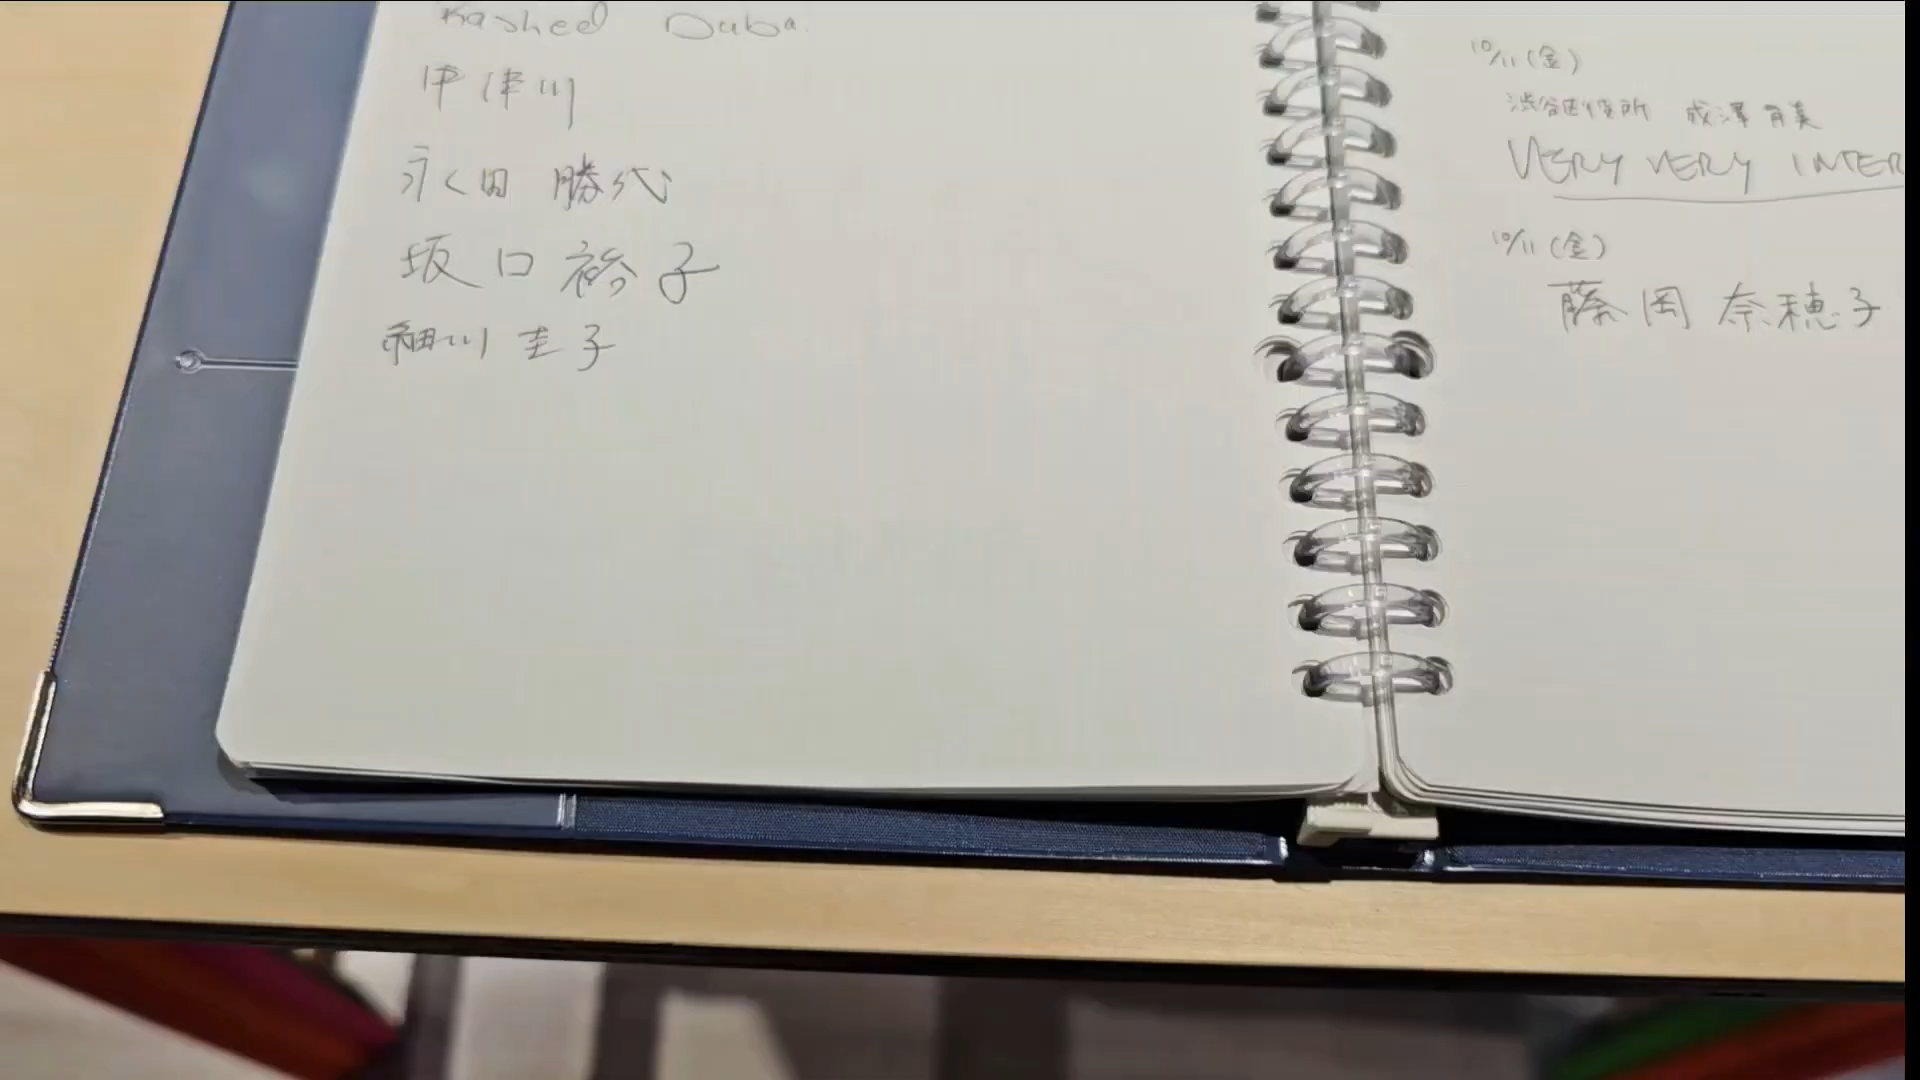 Rasheed Duba.
中津川
永田 勝代
坂口 裕子
細川 圭子
10/11(金)
渋谷区役所 成澤 有美
VERY VERY INTER
10/11(金)
藤岡 奈穂子